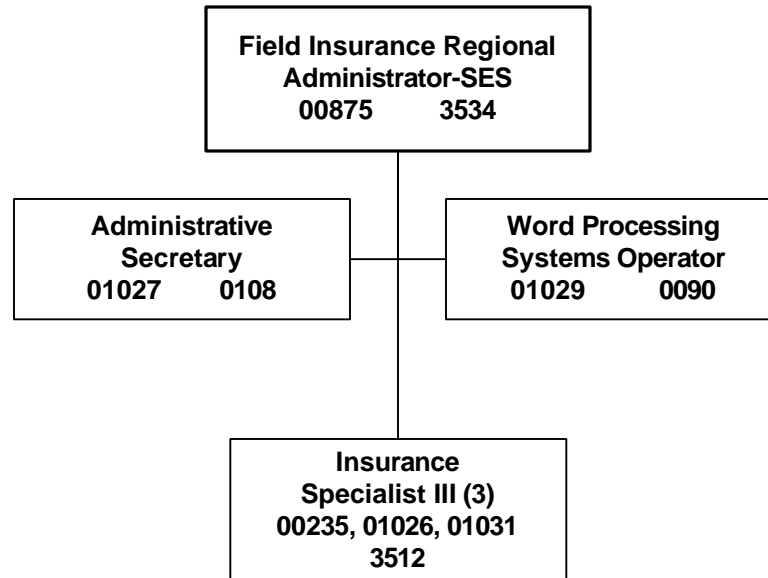 Field Insurance Regional
Administrator-SES
00875 3534
Administrative
Secretary
01027 0108
Word Processing
Systems Operator
01029 0090
Insurance
Specialist III (3)
00235, 01026, 01031
3512